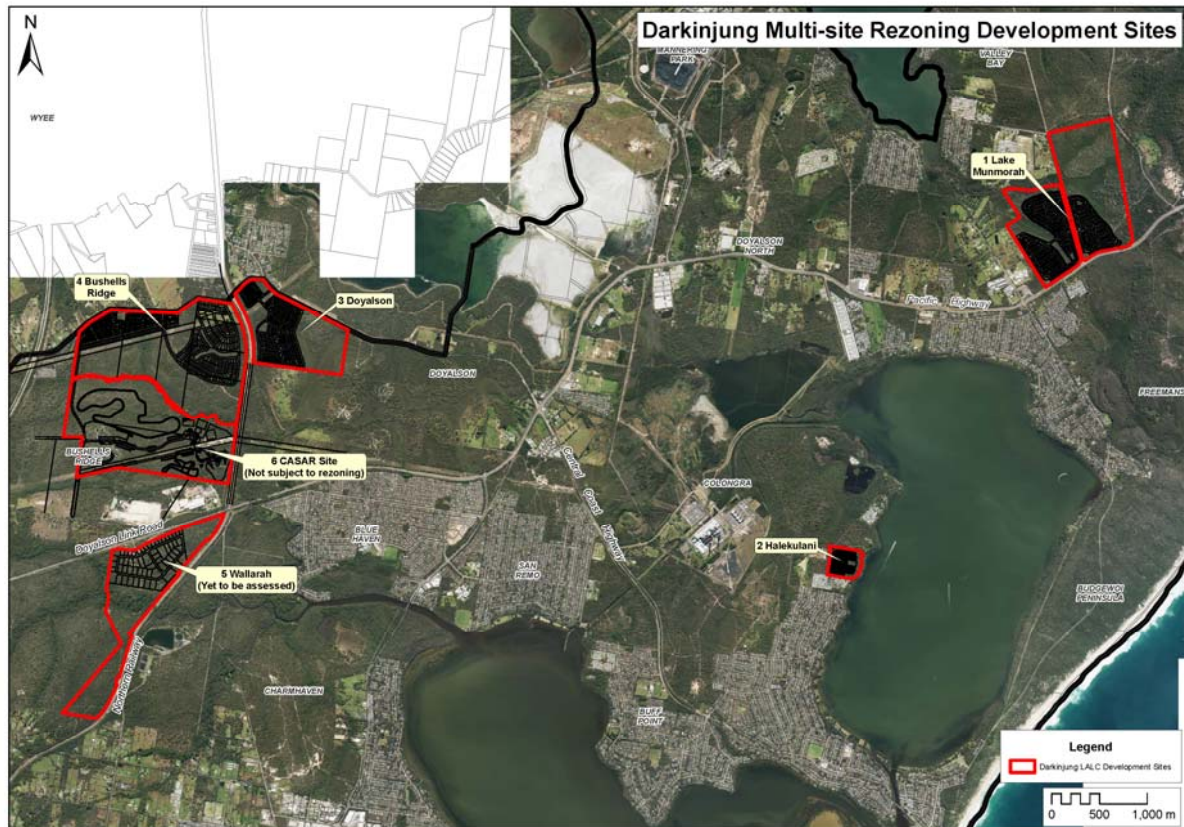 Darkinjung Multi-site Rezoning Development Sites
N
MANNERING
PARK
VALLEY
BAY
WYEE
1 Lake
Munmorah
DOYALSON
NORTH
4 Bushells
Ridge
3 Doyalson
Pacific Highway
DOYALSON
FREEMANS
BUSHELLS
RIDGE
6 CASAR Site
(Not subject to rezoning)
Central Coast Highway
COLONGRA
Doyalson Link Road
BLUE
HAVEN
2 Halekulani
SAN
REMO
5 Wallarah
(Yet to be assessed)
BUDGEWOI
PENINSULA
Northern Railway
CHARMHAVEN
BUFF
POINT
Legend
Darkinjung LALC Development Sites
0 500 1,000 m